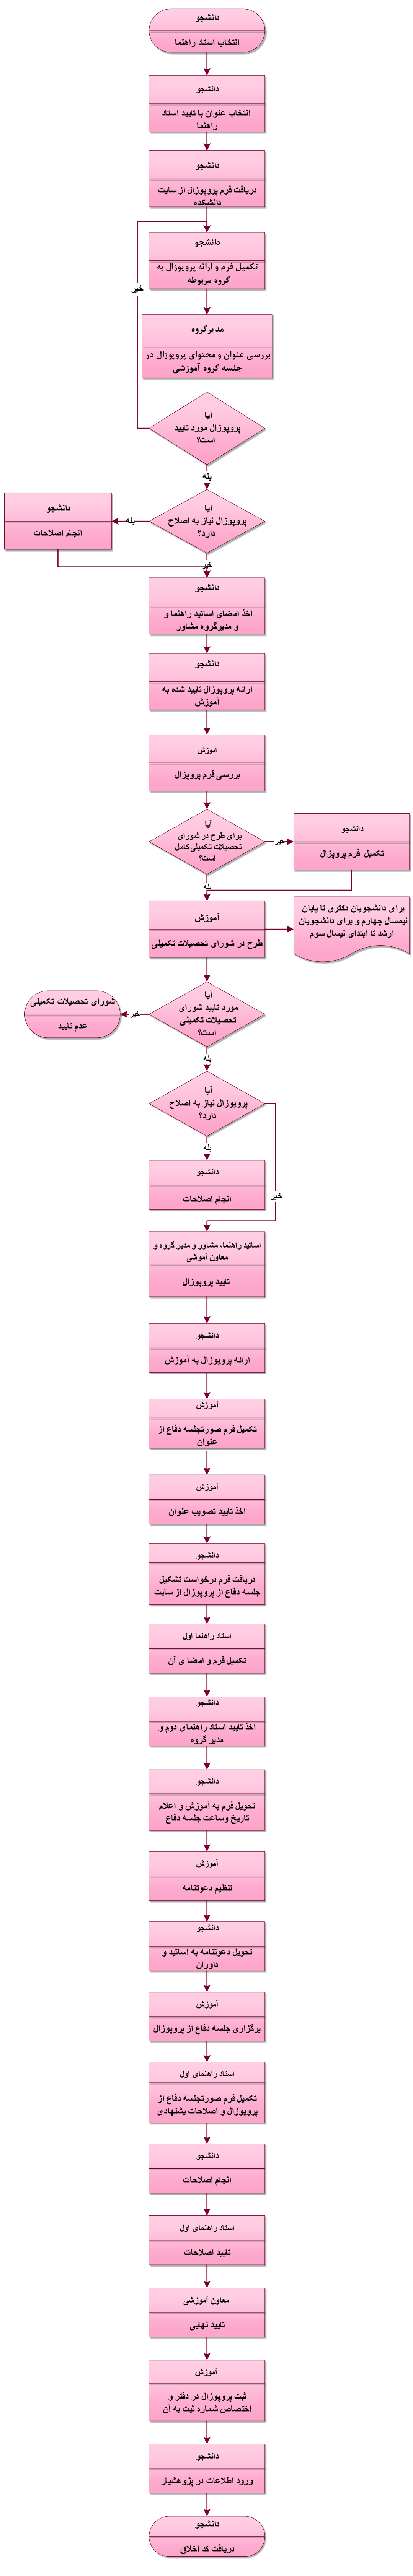 دانشجو
انتخاب استاد راهنما
دانشجو
انتخاب عنوان با تایید استاد
راهنما
دانشجو
دریافت فرم پروپوزال از سایت
دانشکده
دانشجو
تکمیل فرم و ارائه پروپوزال به
گروه مربوطه
خیر
مدیرگروه
بررسی عنوان و محتوای پروپوزال در
جلسه گروه آموزشی
آیا
پروپوزال مورد تایید
است؟
بله
آیا
پروپوزال نیاز به اصلاح
دارد؟
بله
دانشجو
انجام اصلاحات
خیر
دانشجو
اخذ امضای اساتید راهنما و
و مدیرگروه مشاور
دانشجو
ارائه پروپوزال تایید شده به
آموزش
آموزش
بررسی فرم پروپزال
آیا
برای طرح در شورای
تحصیلات تکمیلی کامل
است؟
خیر
دانشجو
تکمیل فرم پروپزال
بله
آموزش
طرح در شورای تحصیلات تکمیلی
برای دانشجویان دکتری تا پایان
نیمسال چهارم و برای دانشجویان
ارشد تا ابتدای نیسال سوم
آیا
مورد تایید شورای
تحصیلات تکمیلی
است؟
خیر
شورای تحصیلات تکمیلی
عدم تایید
بله
آیا
پروپوزال نیاز به اصلاح
دارد؟
بله
خیر
دانشجو
انجام اصلاحات
اساتید راهنما، مشاور و مدیر گروه و
معاون آموشی
تایید پروپوزال
دانشجو
ارائه پروپوزال به آموزش
آموزش
تکمیل فرم صورتجلسه دفاع از
عنوان
آموزش
اخذ تایید تصویب عنوان
دانشجو
دریافت فرم درخواست تشکیل
جلسه دفاع از پروپوزال از سایت
استاد راهنما اول
تکمیل فرم و امضا ی آن
دانشجو
اخذ تایید استاد راهنمای دوم و
مدیر گروه
دانشجو
تحویل فرم به آموزش و اعلام
تاریخ وساعت جلسه دفاع
آموزش
تنظیم دعوتنامه
دانشجو
تحویل دعوتنامه به اساتید و
داوران
آموزش
برگزاری جلسه دفاع از پروپوزال
استاد راهنمای اول
تکمیل فرم صورتجلسه دفاع از
پروپوزال و اصلاحات پشنهادی
دانشجو
انجام اصلاحات
استاد راهنمای اول
تایید اصلاحات
معاون آموزشی
تایید نهایی
آموزش
ثبت پروپوزال در دفتر و
اختصاص شماره ثبت به آن
دانشجو
ورود اطلاعات در پژوهشیار
دانشجو
دریافت کد اخلاق